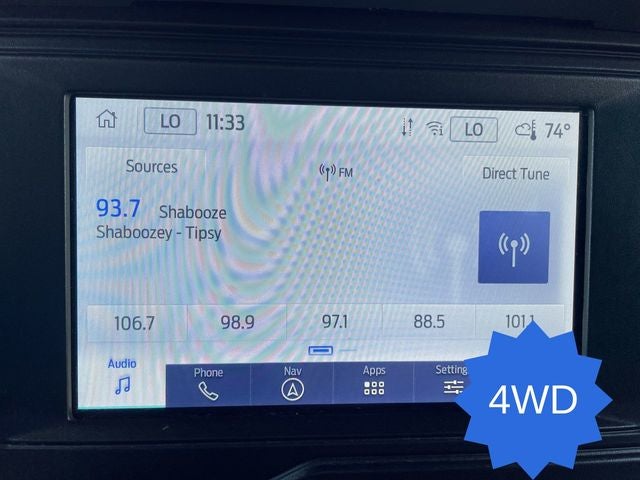 LO 11:33 LO 74°
Sources FM Direct Tune
93.7 Shabooze
Shaboozey - Tipsy
106.7 98.9 97.1 88.5 101.1
Audio Phone Nav Apps
4WD